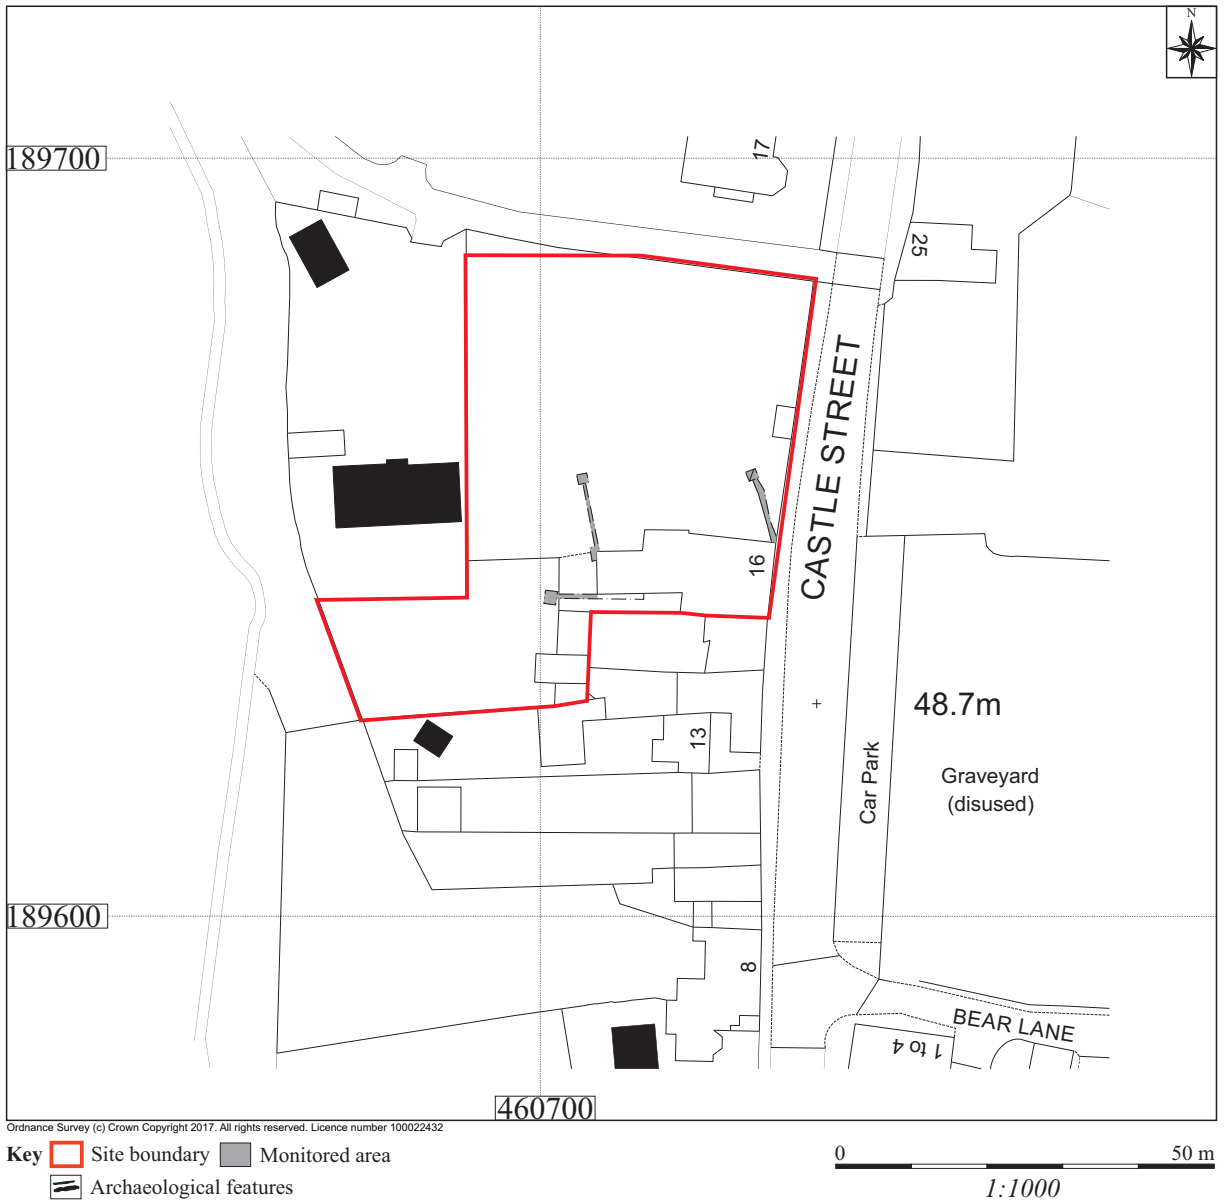 N
189700
17
25
CASTLE STREET
16
48.7m
13
Car Park
Graveyard
(disused)
189600
8
BEAR LANE
1 to 4
460700
Ordnance Survey (c) Crown Copyright 2017. All rights reserved. Licence number 100022432
Key Site boundary Monitored area
Archaeological features
0 50 m
1:1000